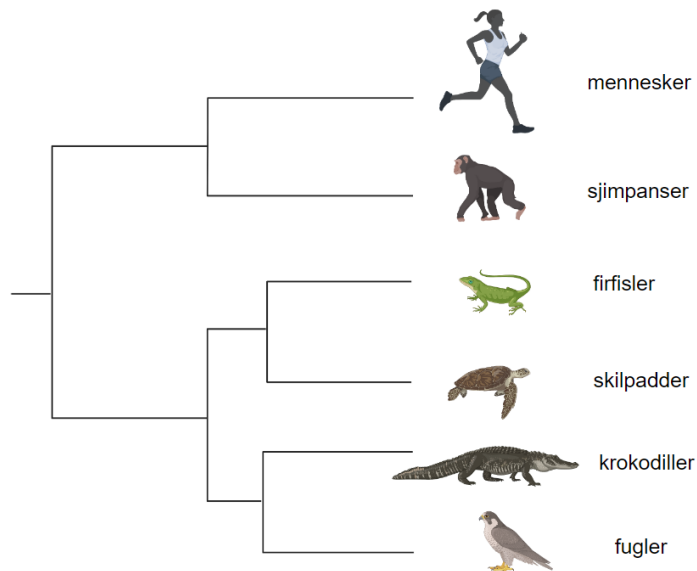 mennesker
sjimpanser
firfisler
skilpadder
krokodiller
fugler